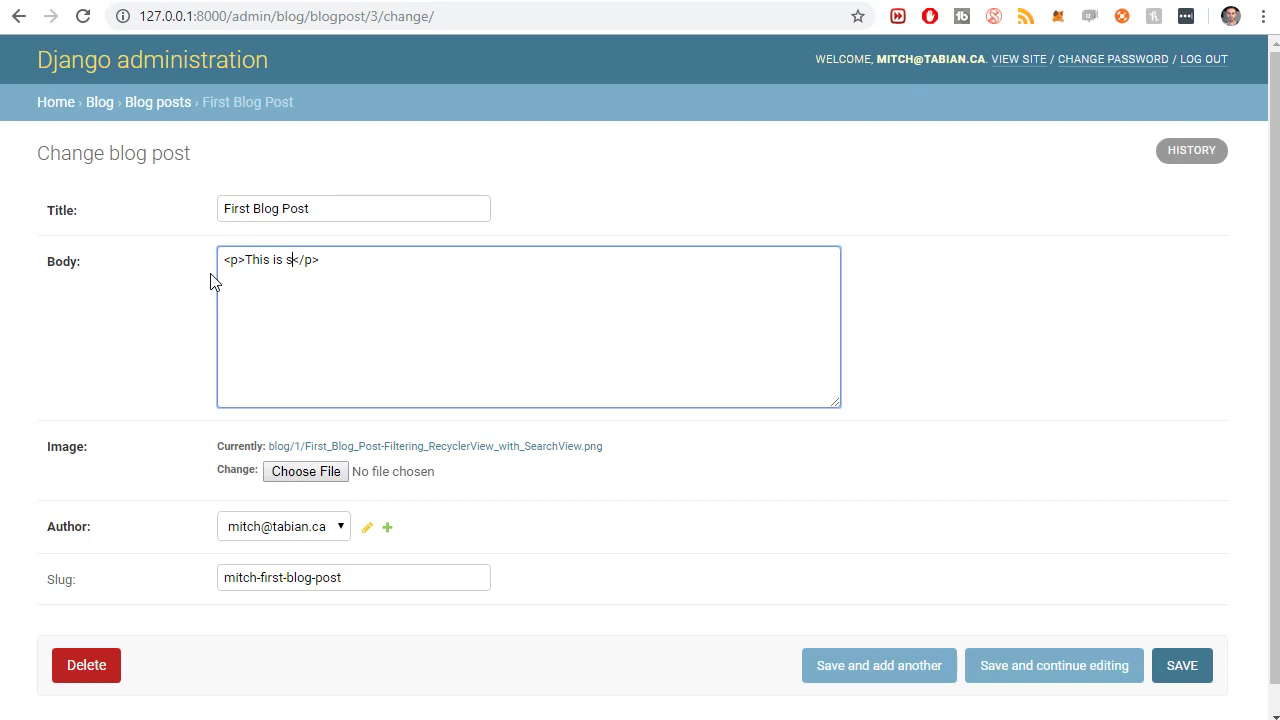 127.0.0.1:8000/admin/blog/blogpost/3/change/
Django administration
WELCOME, MITCH@TABIAN.CA. VIEW SITE / CHANGE PASSWORD / LOG OUT
Home › Blog › Blog posts › First Blog Post
Change blog post
HISTORY
Title:
First Blog Post
Body:
<p>This is s</p>
Image:
Currently: blog/1/First_Blog_Post-Filtering_RecyclerView_with_SearchView.png
Change: Choose File No file chosen
Author:
mitch@tabian.ca
Slug:
mitch-first-blog-post
Delete
Save and add another
Save and continue editing
SAVE